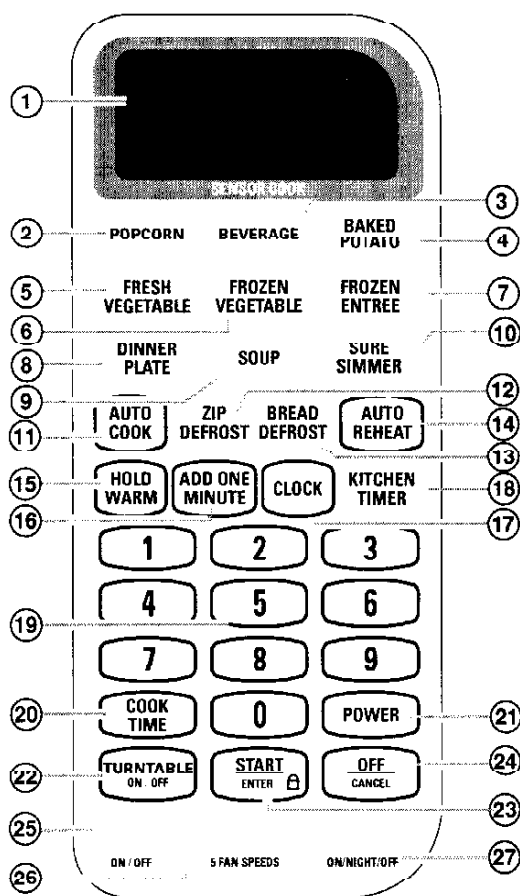 1
SENSOR COOK
3
2
POPCORN
BEVERAGE
BAKED
POTATO
4
5
FRESH
VEGETABLE
FROZEN
VEGETABLE
FROZEN
ENTREE
7
6
10
8
DINNER
PLATE
SOUP
SURE
SIMMER
9
12
11
AUTO
COOK
ZIP
DEFROST
BREAD
DEFROST
AUTO
REHEAT
14
13
15
HOLD
WARM
ADD ONE
MINUTE
CLOCK
KITCHEN
TIMER
18
16
17
1
2
3
4
5
6
19
7
8
9
20
COOK
TIME
0
POWER
21
22
TURNTABLE
ON / OFF
START
ENTER
OFF
CANCEL
24
23
25
ON / OFF
5 FAN SPEEDS
ON/NIGHT/OFF
27
26